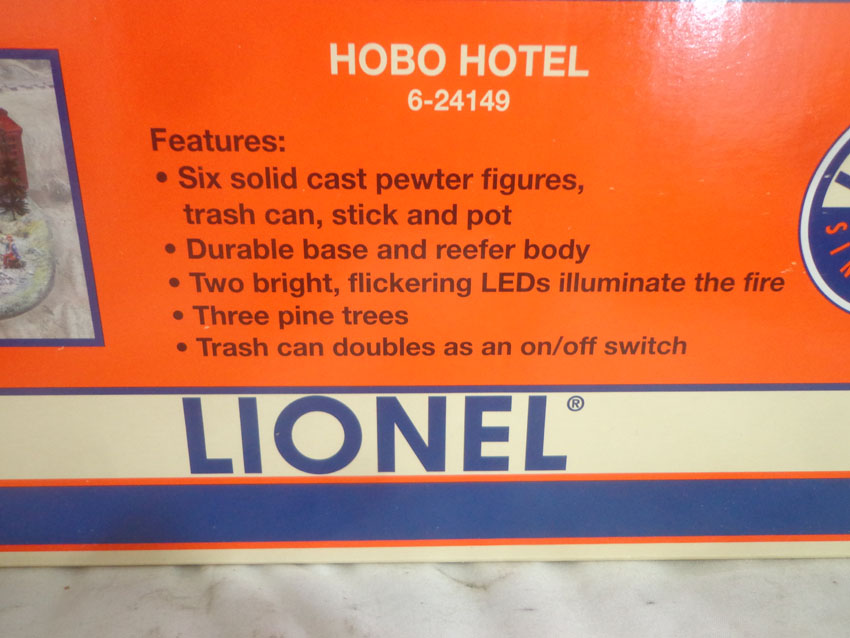 HOBO HOTEL
6-24149
Features:
• Six solid cast pewter figures,
trash can, stick and pot
• Durable base and reefer body
• Two bright, flickering LEDs illuminate the fire
• Three pine trees
• Trash can doubles as an on/off switch
LIONEL®